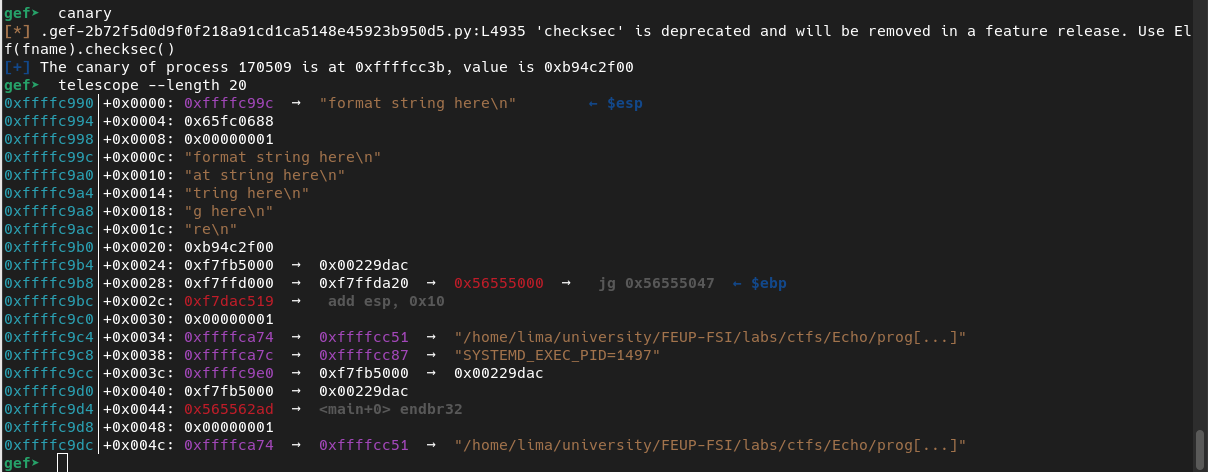 gef➤  canary
[*] .gef-2b72f5d0d9f0f218a91cd1ca5148e45923b950d5.py:L4935 'checksec' is deprecated and will be removed in a feature release. Use El
f(fname).checksec()
[+] The canary of process 170509 is at 0xffffcc3b, value is 0xb94c2f00
gef➤  telescope --length 20
0xffffc990│+0x0000: 0xffffc99c  →  "format string here\n"        ← $esp
0xffffc994│+0x0004: 0x65fc0688
0xffffc998│+0x0008: 0x00000001
0xffffc99c│+0x000c: "format string here\n"
0xffffc9a0│+0x0010: "at string here\n"
0xffffc9a4│+0x0014: "tring here\n"
0xffffc9a8│+0x0018: "g here\n"
0xffffc9ac│+0x001c: "re\n"
0xffffc9b0│+0x0020: 0xb94c2f00
0xffffc9b4│+0x0024: 0xf7fb5000  →  0x00229dac
0xffffc9b8│+0x0028: 0xf7ffd000  →  0xf7ffda20  →  0x56555000  →   jg 0x56555047  ← $ebp
0xffffc9bc│+0x002c: 0xf7dac519  →   add esp, 0x10
0xffffc9c0│+0x0030: 0x00000001
0xffffc9c4│+0x0034: 0xffffca74  →  0xffffcc51  →  "/home/lima/university/FEUP-FSI/labs/ctfs/Echo/prog[...]"
0xffffc9c8│+0x0038: 0xffffca7c  →  0xffffcc87  →  "SYSTEMD_EXEC_PID=1497"
0xffffc9cc│+0x003c: 0xffffc9e0  →  0xf7fb5000  →  0x00229dac
0xffffc9d0│+0x0040: 0xf7fb5000  →  0x00229dac
0xffffc9d4│+0x0044: 0x565562ad  →  <main+0> endbr32
0xffffc9d8│+0x0048: 0x00000001
0xffffc9dc│+0x004c: 0xffffca74  →  0xffffcc51  →  "/home/lima/university/FEUP-FSI/labs/ctfs/Echo/prog[...]"
gef➤